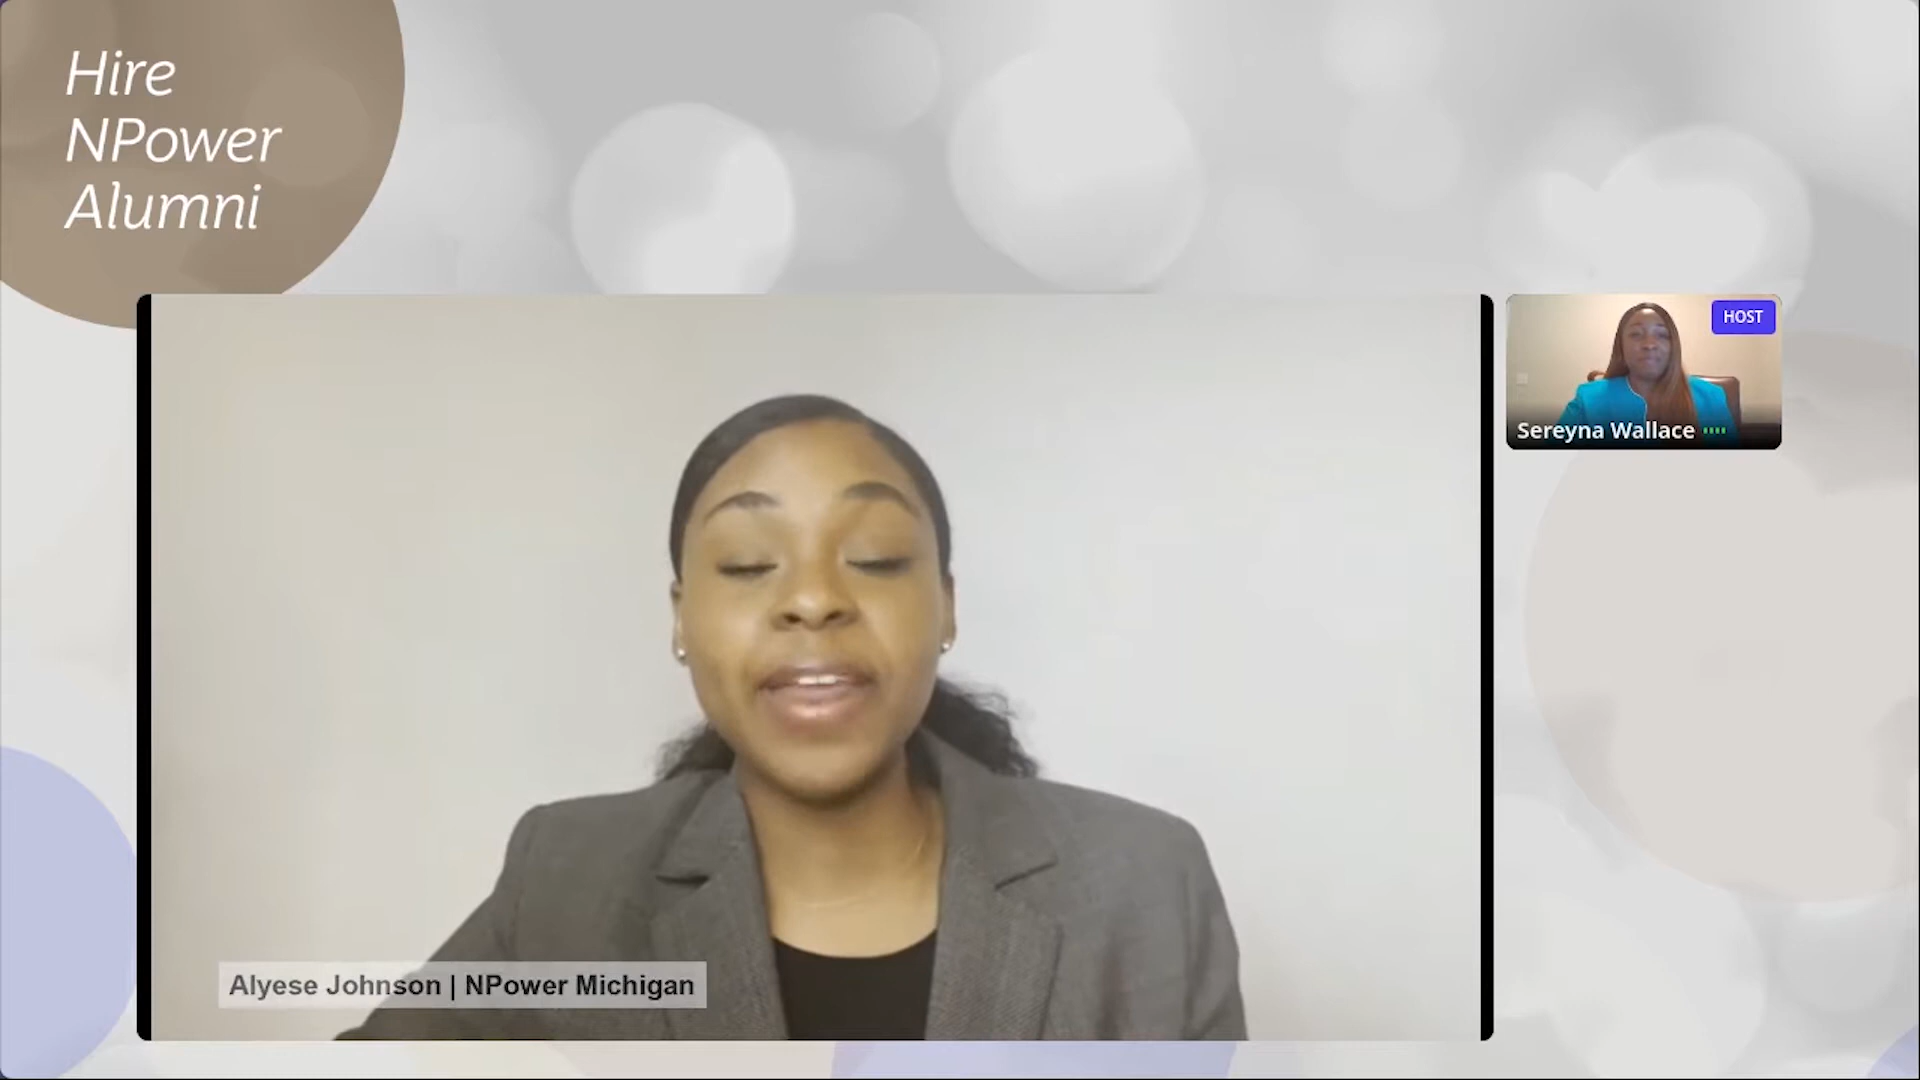 Hire
NPower
Alumni
HOST
Sereyna Wallace
Alyese Johnson | NPower Michigan